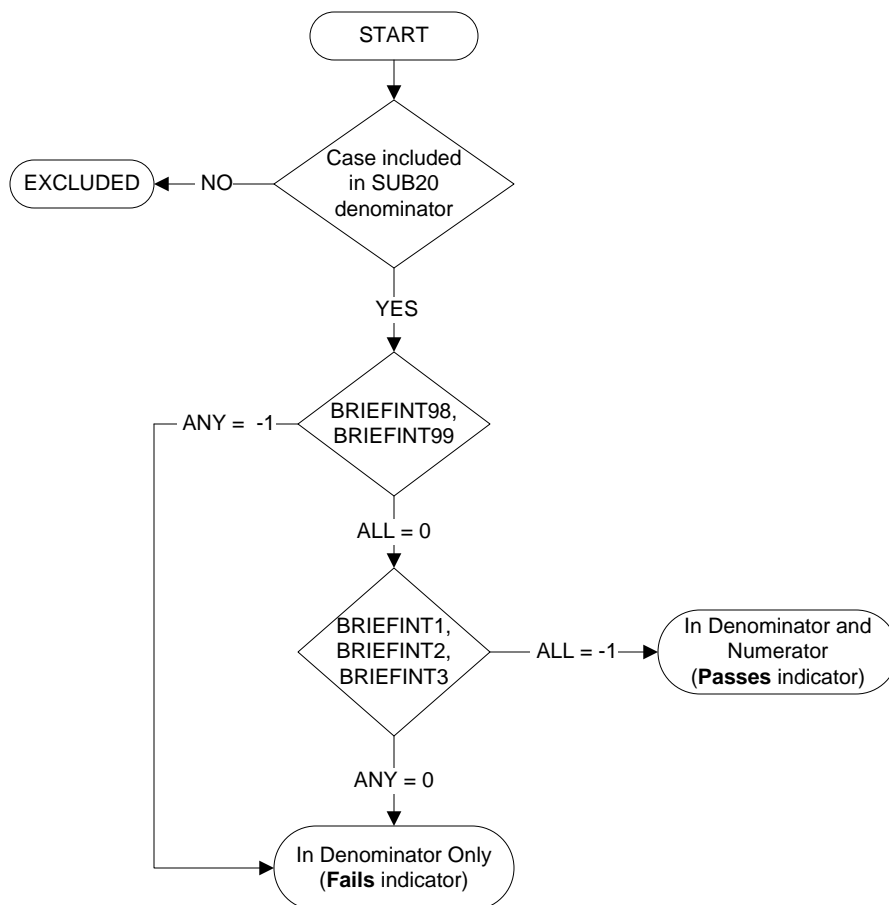 START
Case included
in SUB20
denominator
EXCLUDED
NO
YES
BRIEFINT98,
BRIEFINT99
ANY = -1
ALL = 0
BRIEFINT1,
BRIEFINT2,
BRIEFINT3
ALL = -1
In Denominator and
Numerator
(Passes indicator)
ANY = 0
In Denominator Only
(Fails indicator)